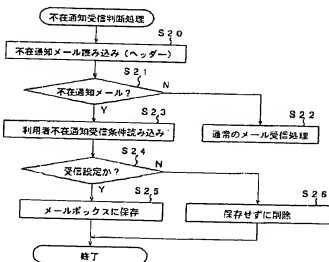 不在通知受信判断処理
S20
不在通知メール読み込み(ヘッダー)
S21
不在通知メール?
N
Y
S23
S22
利用者不在通知受信条件読み込み
通常のメール受信処理
S24
受信設定か?
N
Y
S25
S26
メールボックスに保存
保存せずに削除
終了